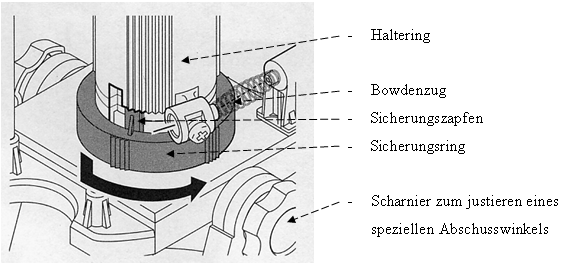 - Haltering
- Bowdenzug
- Sicherungszapfen
- Sicherungsring
- Scharnier zum justieren eines
speziellen Abschusswinkels